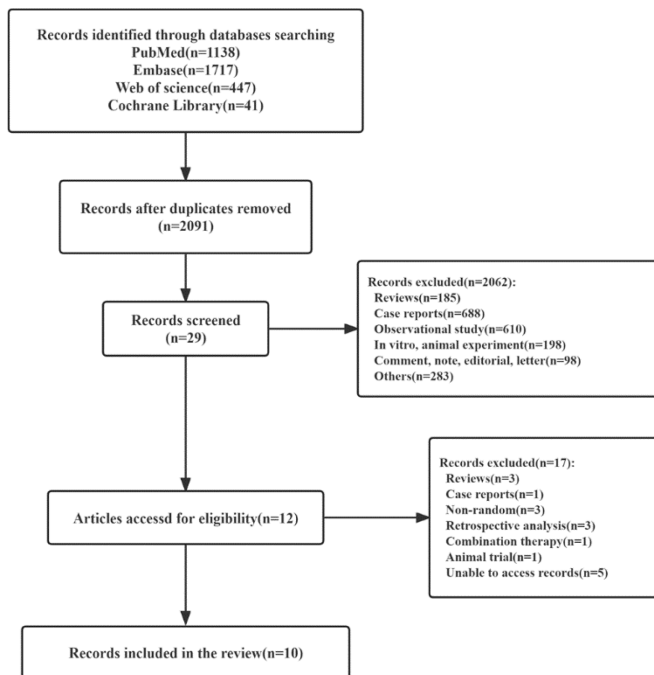 Records identified through databases searching
PubMed(n=1138)
Embase(n=1717)
Web of science(n=447)
Cochrane Library(n=41)
Records after duplicates removed
(n=2091)
Records screened
(n=29)
Records excluded(n=2062):
Reviews(n=185)
Case reports(n=688)
Observational study(n=610)
In vitro, animal experiment(n=198)
Comment, note, editorial, letter(n=98)
Others(n=283)
Articles accessd for eligibility(n=12)
Records excluded(n=17):
Reviews(n=3)
Case reports(n=1)
Non-random(n=3)
Retrospective analysis(n=3)
Combination therapy(n=1)
Animal trial(n=1)
Unable to access records(n=5)
Records included in the review(n=10)